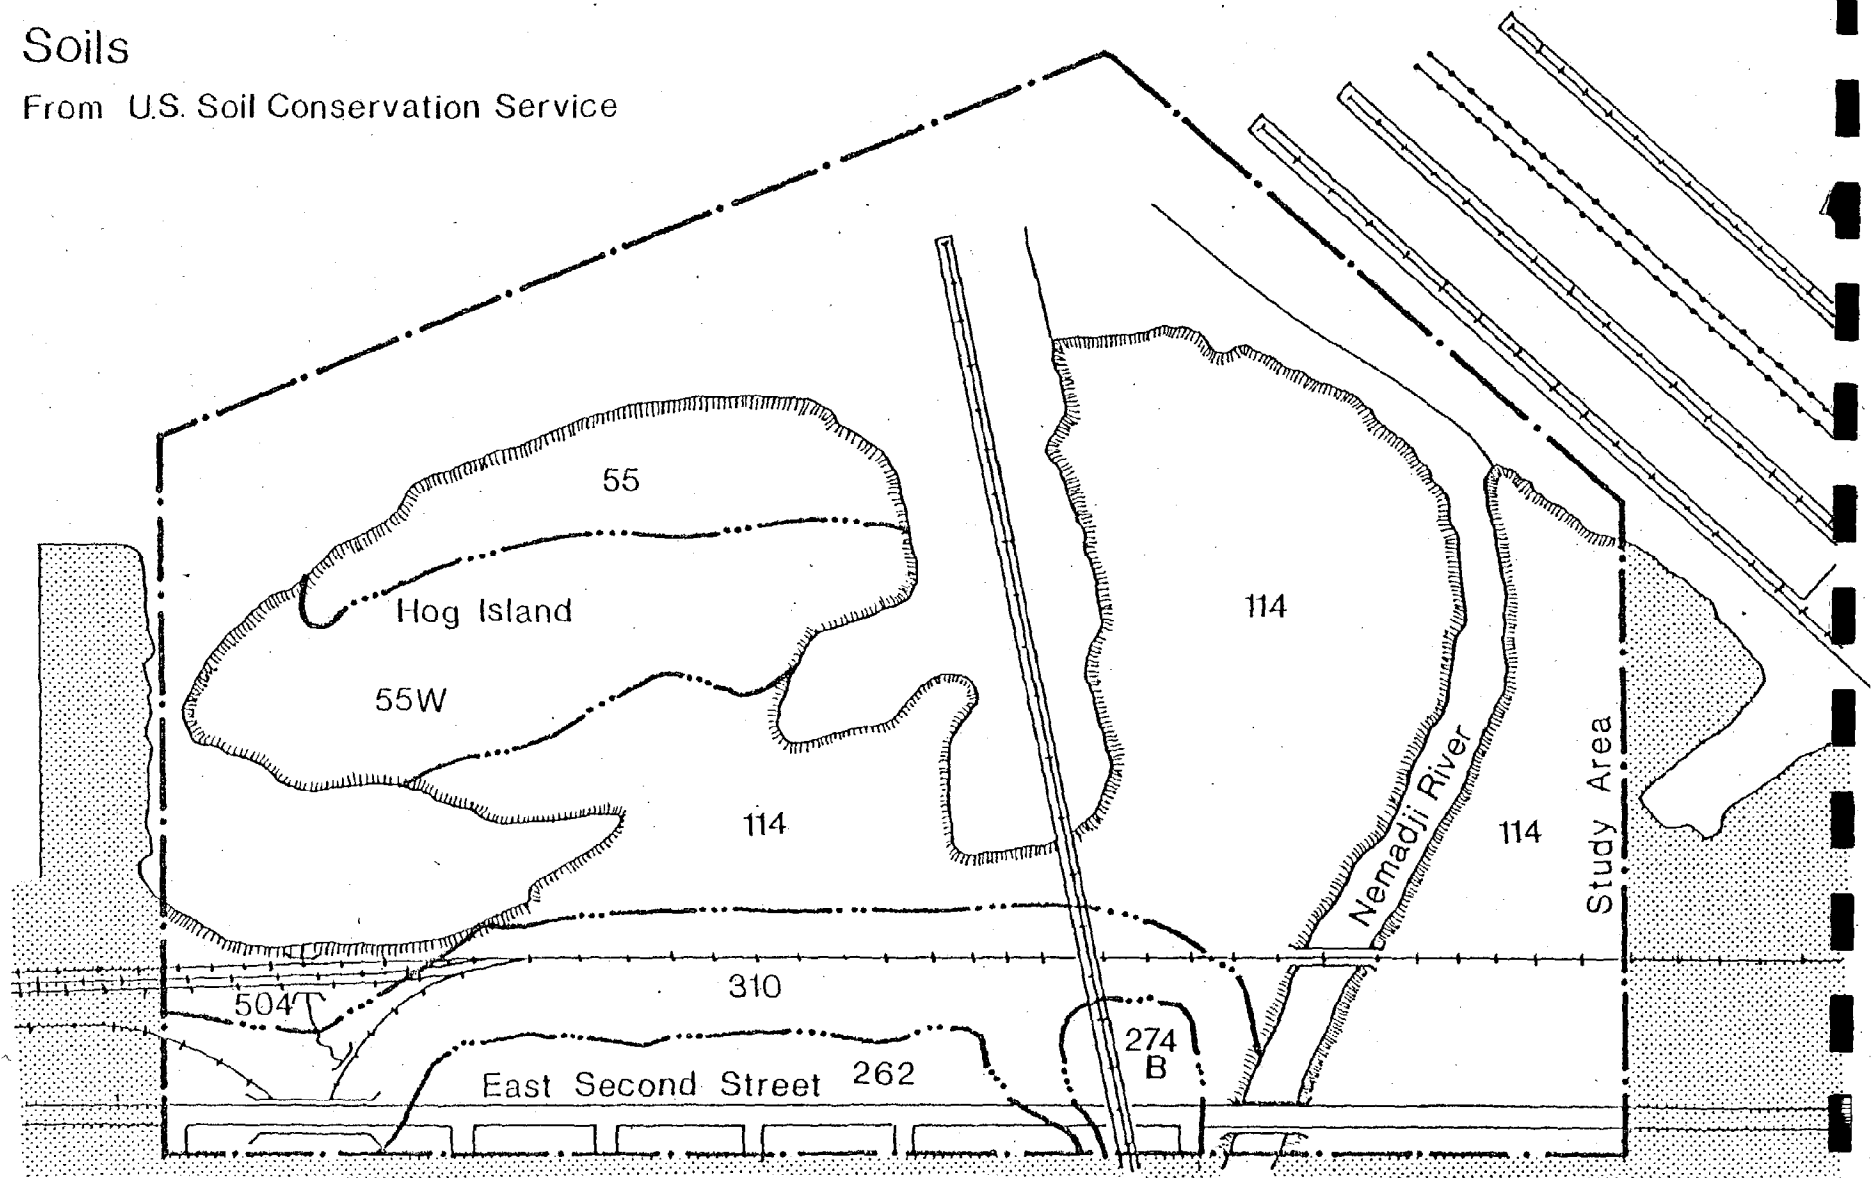 Soils
From U.S. Soil Conservation Service
55
Hog Island
114
55W
114
Nemadji River
114
Study Area
504
310
274
B
262
East Second Street